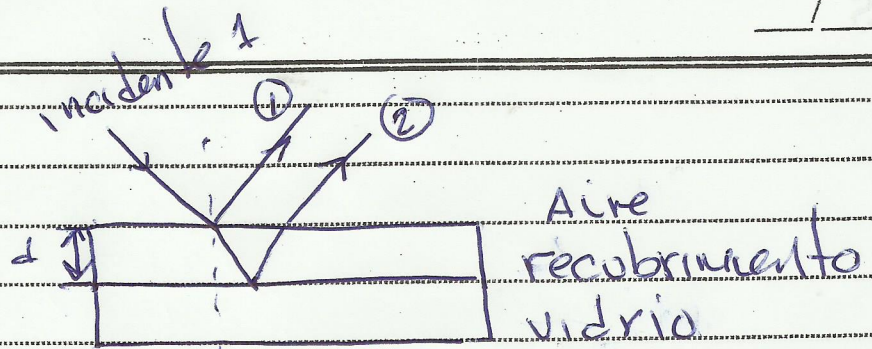 incidente 1
① ②
Aire
d recubrimiento
vidrio